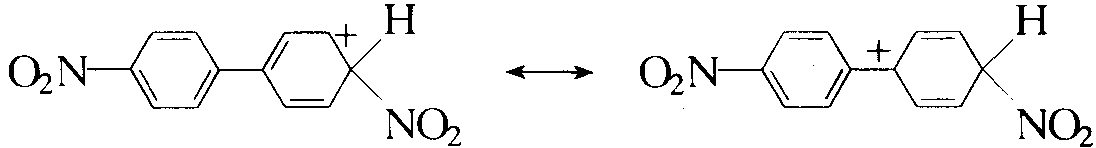 H H
O₂N + O₂N +
NO₂ NO₂